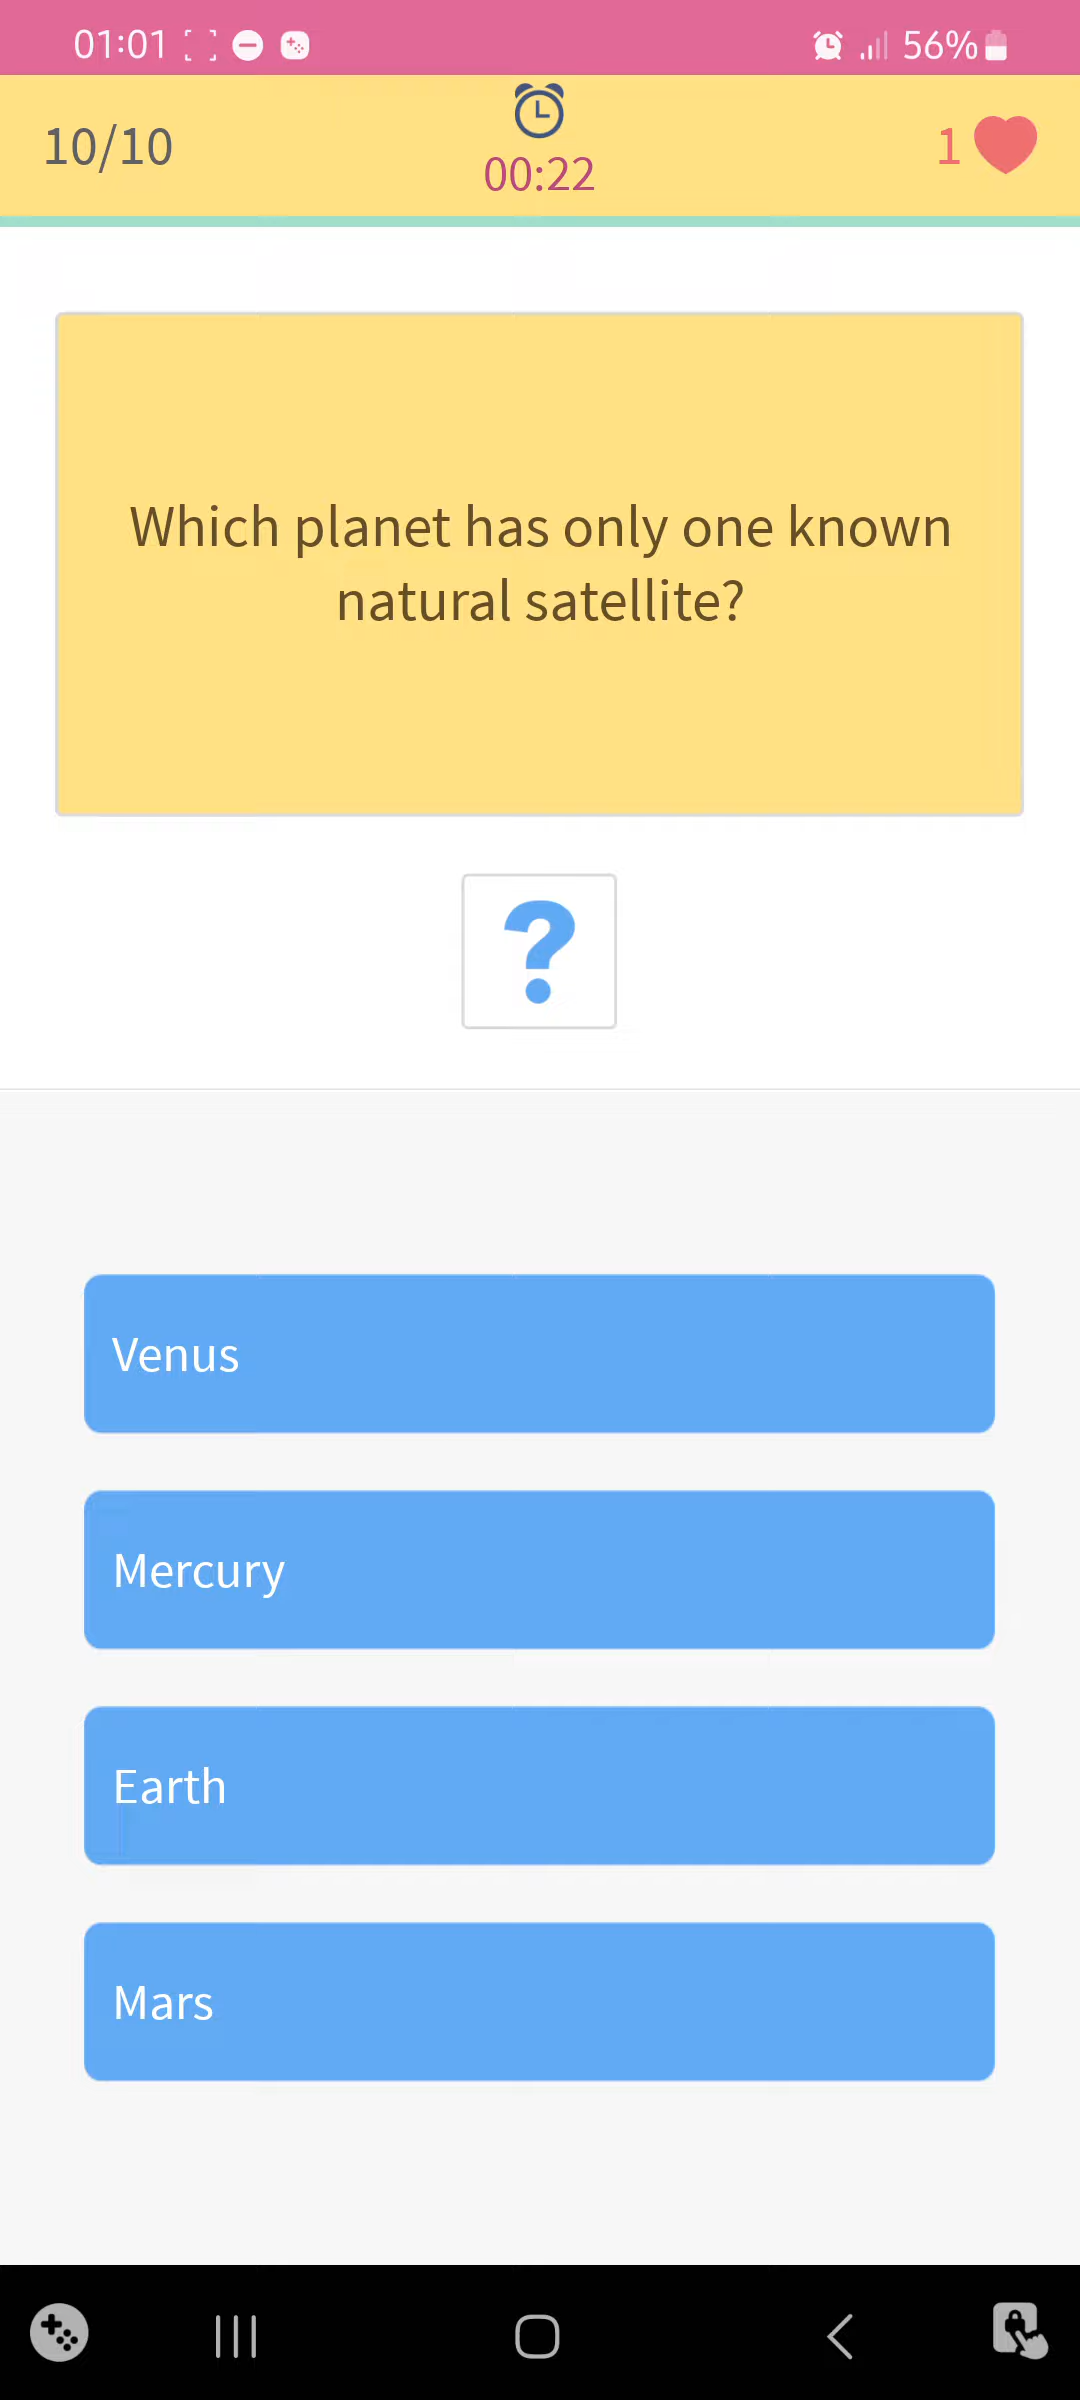 01:01 56%
10/10
00:22
1
Which planet has only one known
natural satellite?
?
Venus
Mercury
Earth
Mars